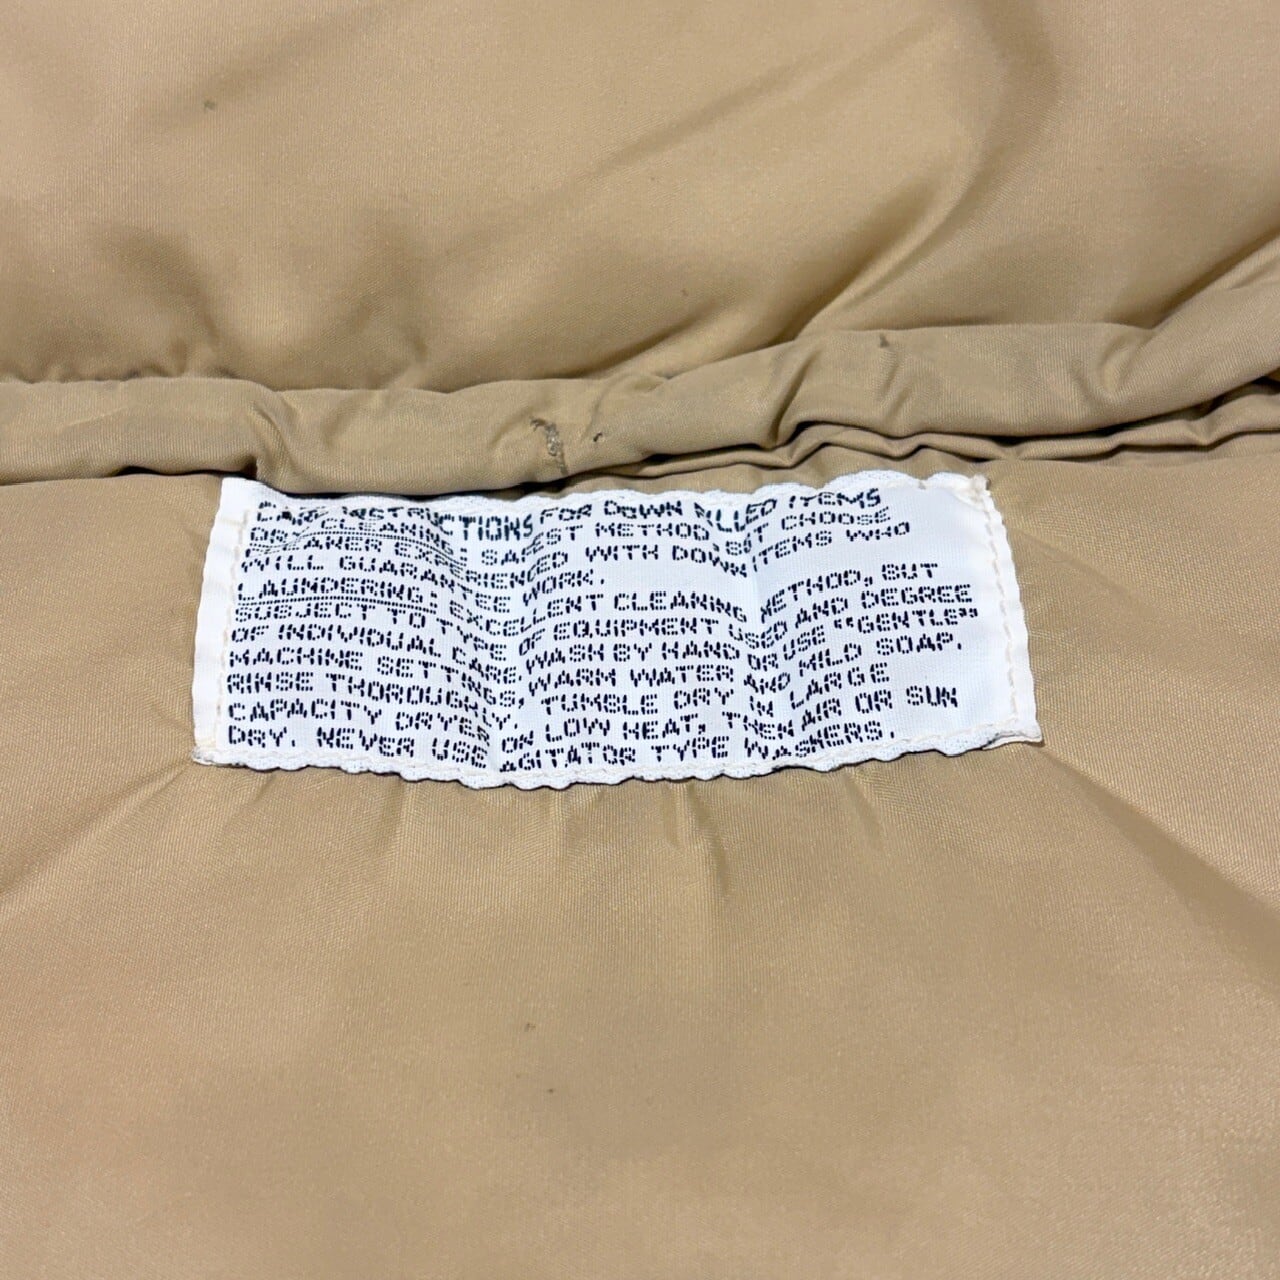 CARE INSTRUCTIONS FOR DOWN FILLED ITEMS
DRY CLEANING: SAFEST METHOD, BUT CHOOSE
CLEANER EXPERIENCED WITH DOWN ITEMS WHO
WILL GUARANTEE WORK.
LAUNDERING: EXCELLENT CLEANING METHOD, BUT
SUBJECT TO TYPE OF EQUIPMENT USED AND DEGREE
OF INDIVIDUAL CARE. WASH BY HAND OR USE "GENTLE"
MACHINE SETTINGS, WARM WATER AND MILD SOAP.
RINSE THOROUGHLY, TUMBLE DRY IN LARGE
CAPACITY DRYER ON LOW HEAT, THEN AIR OR SUN
DRY. NEVER USE AGITATOR TYPE WASHERS.